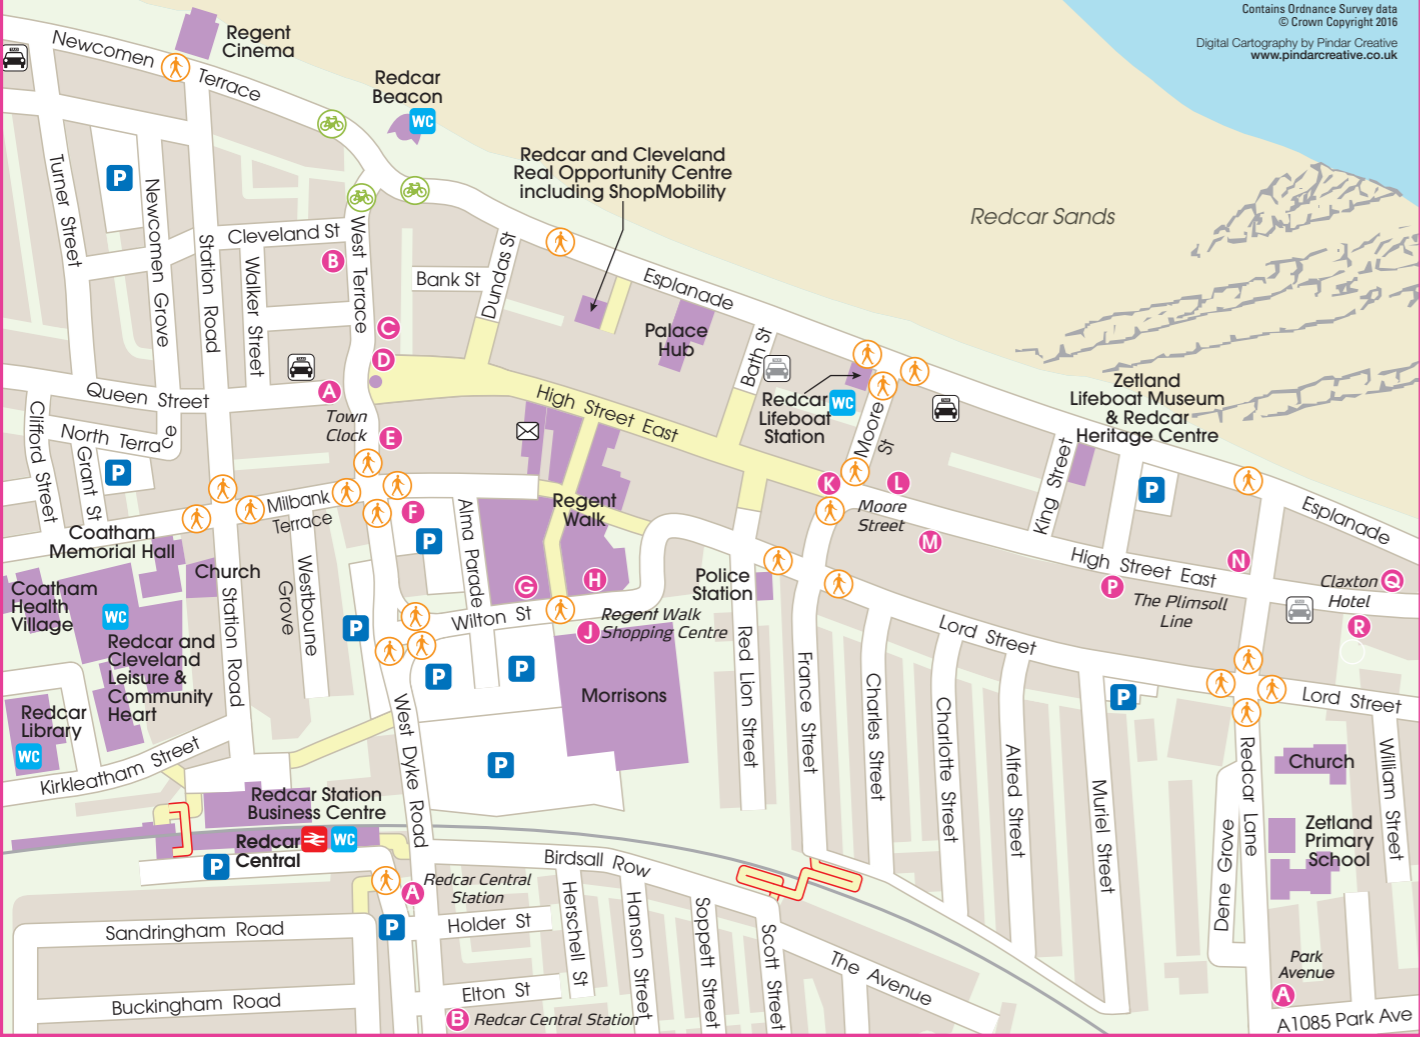 Contains Ordnance Survey data
© Crown Copyright 2016
Digital Cartography by Pindar Creative
www.pindarcreative.co.uk
Regent
Cinema
Newcomen Terrace
TAXI
Redcar
Beacon
WC
Redcar and Cleveland
Real Opportunity Centre
including ShopMobility
Redcar Sands
P
Turner Street
Newcomen Grove
Station Road
Cleveland St
Walker Street
B
West Terrace
Bank St
Dundas St
Esplanade
Palace
Hub
Bath St
C
D
TAXI
A
Queen Street
Town
Clock
E
High Street East
Redcar
Lifeboat
Station
WC
TAXI
Moore St
TAXI
Zetland
Lifeboat Museum
& Redcar
Heritage Centre
King Street
P
Esplanade
Clifford Street
North Terrace
Grant St
P
Milbank
Terrace
F
P
Alma Parade
Regent
Walk
K
L
Moore
Street
M
High Street East
N
P
The Plimsoll
Line
Claxton
Hotel
Q
R
TAXI
Coatham
Memorial Hall
Church
Coatham
Health
Village
WC
Redcar and
Cleveland
Leisure &
Community
Heart
Station Road
Westbourne
Grove
P
G
H
Wilton St
J
Regent Walk
Shopping Centre
Police
Station
Red Lion Street
Lord Street
Lord Street
P
P
Morrisons
P
Redcar
Library
WC
Kirkleatham Street
West Dyke Road
France Street
Charles Street
Charlotte Street
Alfred Street
Muriel Street
P
Redcar Lane
Dene Grove
Church
William Street
Zetland
Primary
School
Redcar Station
Business Centre
Redcar
Central
WC
P
Birdsall Row
A
Redcar Central
Station
P
Sandringham Road
Buckingham Road
Holder St
Elton St
B
Redcar Central Station
Herschell St
Hanson Street
Soppett Street
Scott Street
The Avenue
Park
Avenue
A
A1085 Park Ave